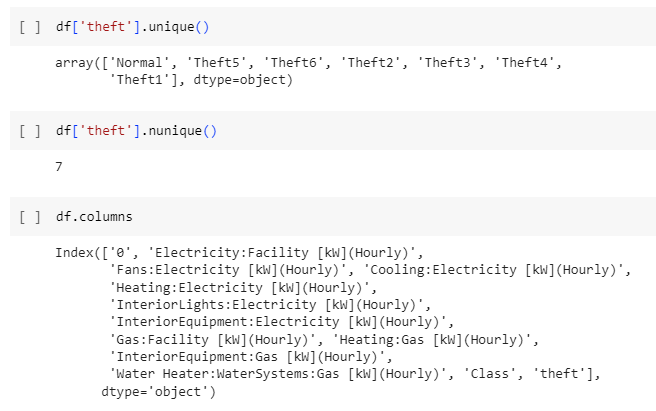 [ ] df['theft'].unique()
array(['Normal', 'Theft5', 'Theft6', 'Theft2', 'Theft3', 'Theft4',
'Theft1'], dtype=object)
[ ] df['theft'].nunique()
7
[ ] df.columns
Index(['0', 'Electricity:Facility [kW](Hourly)',
'Fans:Electricity [kW](Hourly)', 'Cooling:Electricity [kW](Hourly)',
'Heating:Electricity [kW](Hourly)',
'InteriorLights:Electricity [kW](Hourly)',
'InteriorEquipment:Electricity [kW](Hourly)',
'Gas:Facility [kW](Hourly)', 'Heating:Gas [kW](Hourly)',
'InteriorEquipment:Gas [kW](Hourly)',
'Water Heater:WaterSystems:Gas [kW](Hourly)', 'Class', 'theft'],
dtype='object')